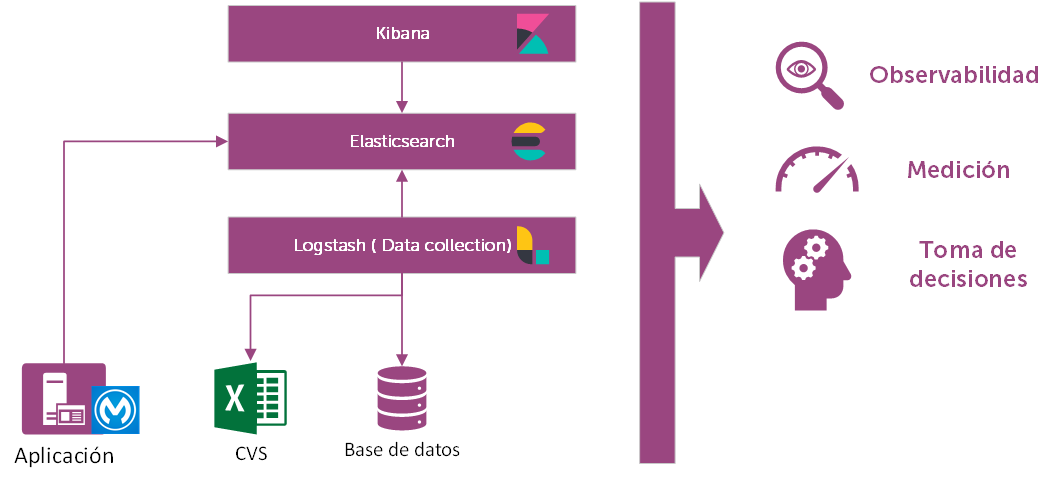 Kibana
Elasticsearch
Logstash ( Data collection)
Aplicación
CVS
Base de datos
Observabilidad
Medición
Toma de
decisiones